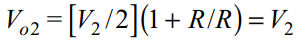 V_{o2} = [V_2/2](1 + R/R) = V_2